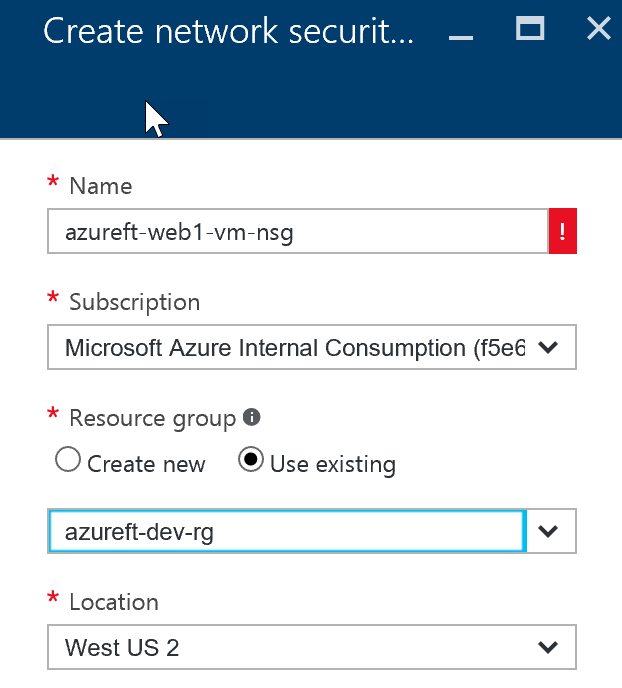 Create network securit...
* Name
azureft-web1-vm-nsg !
* Subscription
Microsoft Azure Internal Consumption (f5e6
* Resource group
Create new Use existing
azureft-dev-rg
* Location
West US 2